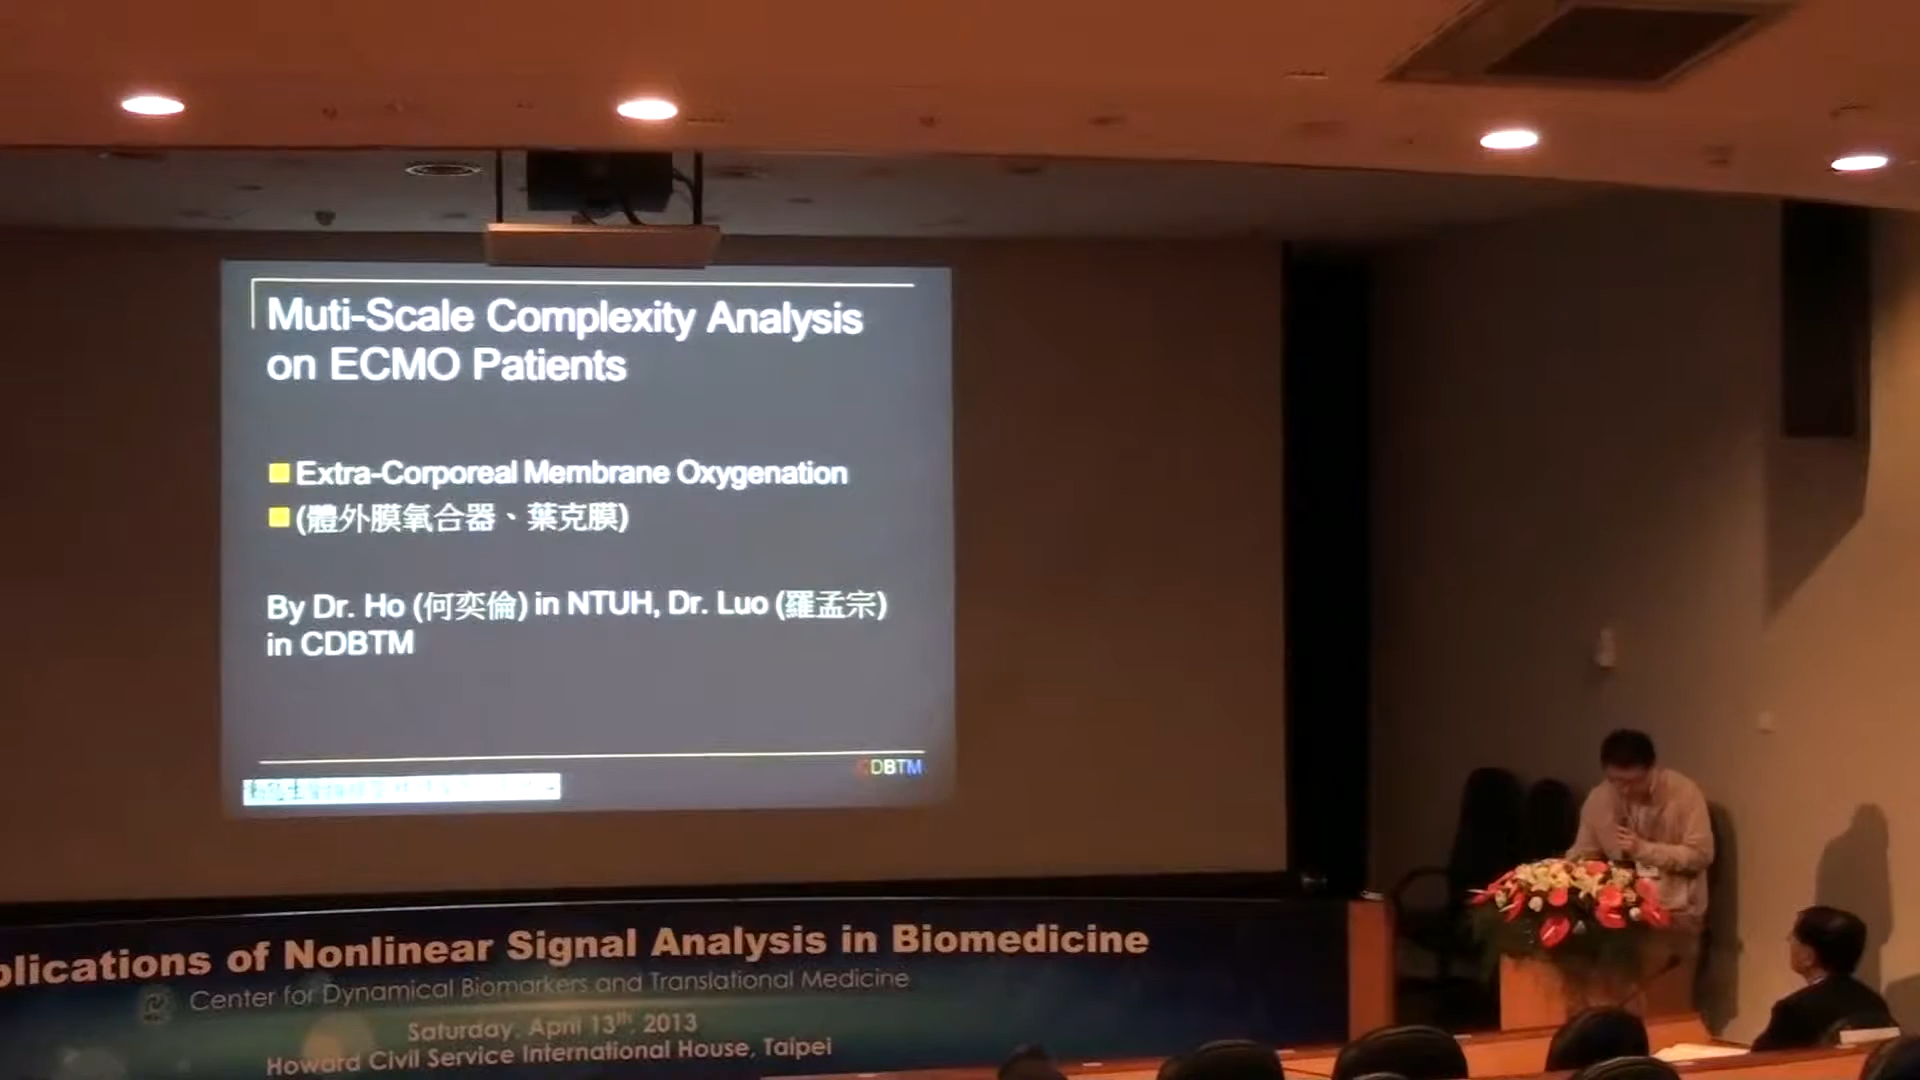 Muti-Scale Complexity Analysis
on ECMO Patients
Extra-Corporeal Membrane Oxygenation
(體外膜氧合器、葉克膜)
By Dr. Ho (何奕倫) in NTUH, Dr. Luo (羅孟宗)
in CDBTM
CDBTM
plications of Nonlinear Signal Analysis in Biomedicine
Center for Dynamical Biomarkers and Translational Medicine
Saturday, April 13th, 2013
Howard Civil Service International House, Taipei